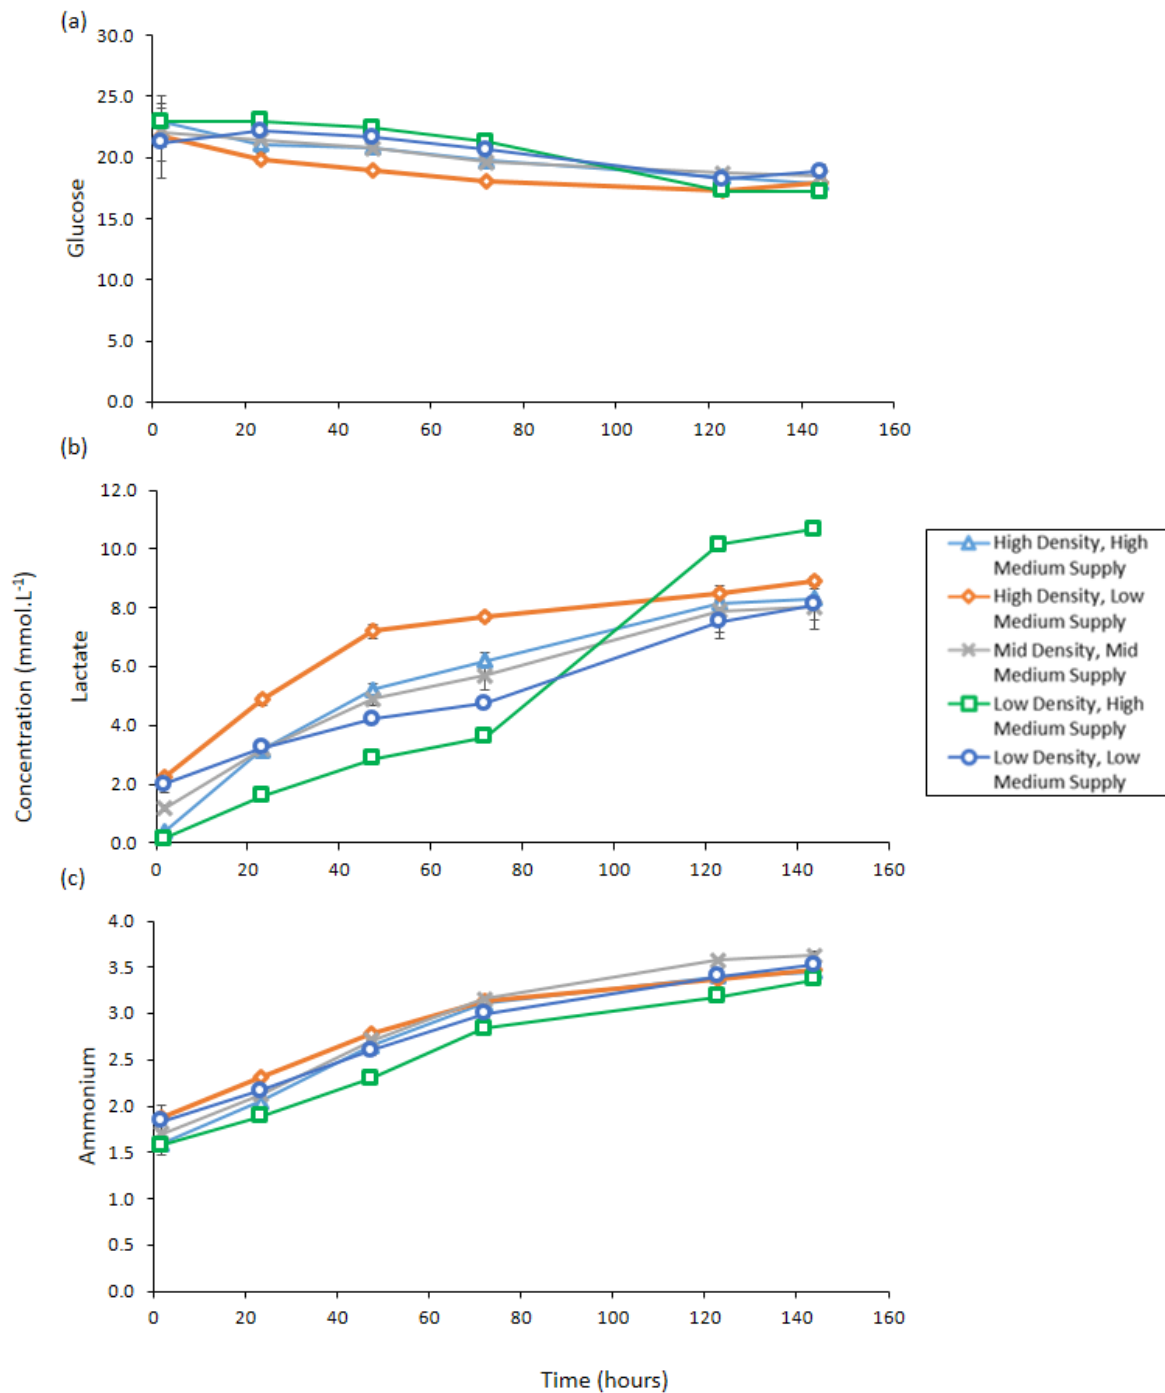 (a)
30.0
25.0
20.0
15.0
10.0
5.0
0.0
Glucose
0 20 40 60 80 100 120 140 160
(b)
12.0
10.0
8.0
6.0
4.0
2.0
0.0
Concentration (mmol.L-1)
Lactate
0 20 40 60 80 100 120 140 160
High Density, High
Medium Supply
High Density, Low
Medium Supply
Mid Density, Mid
Medium Supply
Low Density, High
Medium Supply
Low Density, Low
Medium Supply
(c)
4.0
3.5
3.0
2.5
2.0
1.5
1.0
0.5
0.0
Ammonium
0 20 40 60 80 100 120 140 160
Time (hours)